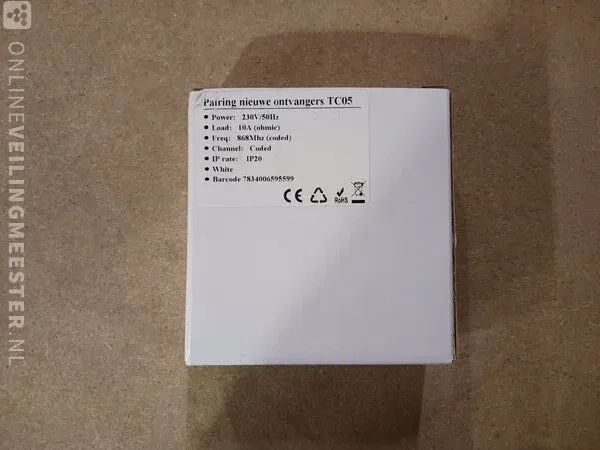 Pairing nieuwe ontvangers TC05
● Power: 230V/50Hz
● Load: 10A (ohmic)
● Ureq: 868Mhz (coded)
● Channel: Coded
● IP rate: IP20
● White
● Barcode 7834006595599
CE
RoHS
ONLINEVEILINGMEESTER.NL